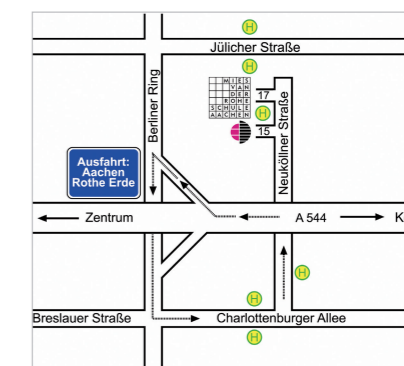 H
Jülicher Straße
H
MIES
VAN
DER
ROHE
SCHULE
AACHEN
17
H
15
Berliner Ring
Neuköllner Straße
Ausfahrt:
Aachen
Rothe Erde
Zentrum
A 544
K
H
H
Breslauer Straße
Charlottenburger Allee
H